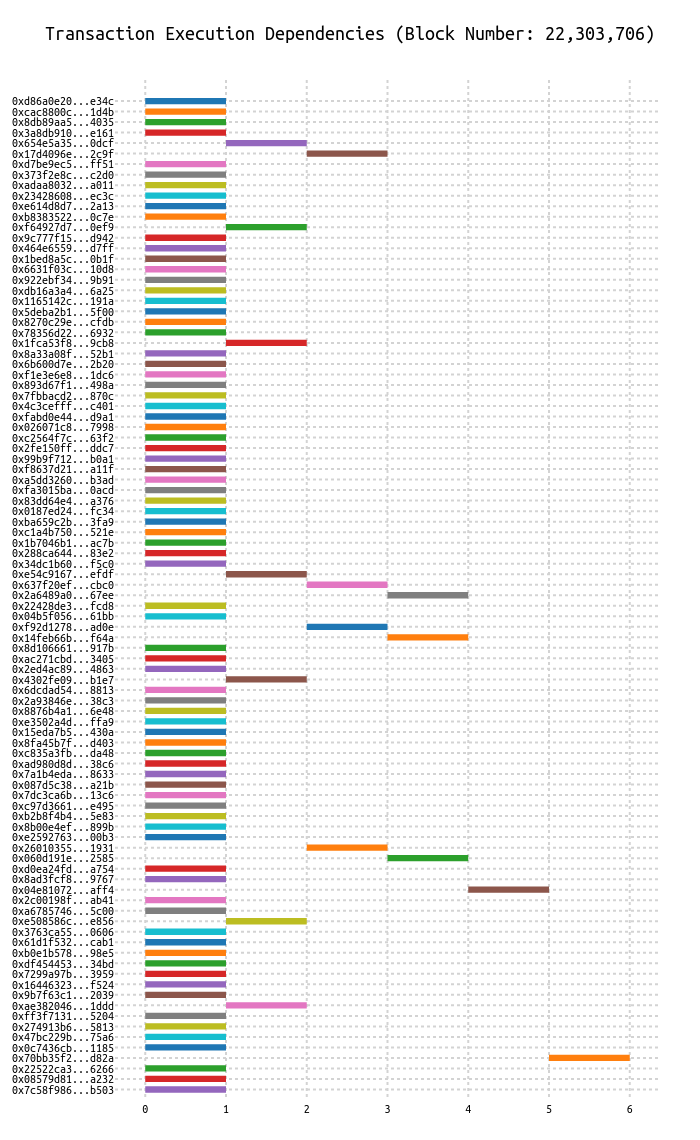 Transaction Execution Dependencies (Block Number: 22,303,706)
0xd86a0e20...e34c
0xcac8800c...1d4b
0x8db89aa5...4035
0x3a8db910...e161
0x654e5a35...0dcf
0x17d4096e...2c9f
0xd7be9ec5...ff51
0x373f2e8c...c2d0
0xadaa8032...a011
0x23428608...ec3c
0xe614d8d7...2a13
0xb8383522...0c7e
0xf64927d7...0ef9
0x9c777f15...d942
0x464e6559...d7ff
0x1bed8a5c...0b1f
0x6631f03c...10d8
0x922ebf34...9b91
0xdb16a3a4...6a25
0x1165142c...191a
0x5deba2b1...5f00
0x8270c29e...cfdb
0x78356d22...6932
0x1fca53f8...9cb8
0x8a33a08f...52b1
0x6b600d7e...2b20
0xf1e3e6e8...1dc6
0x893d67f1...498a
0x7fbbacd2...870c
0x4c3cefff...c401
0xfabd0e44...d9a1
0x026071c8...7998
0xc2564f7c...63f2
0x2fe150ff...ddc7
0x99b9f712...b0a1
0xf8637d21...a11f
0xa5dd3260...b3ad
0xfa3015ba...0acd
0x83dd64e4...a376
0x0187ed24...fc34
0xba659c2b...3fa9
0xc1a4b750...521e
0x1b7046b1...ac7b
0x288ca644...83e2
0x34dc1b60...f5c0
0xe54c9167...efdf
0x637f20ef...cbc0
0x2a6489a0...67ee
0x22428de3...fcd8
0x04b5f056...61bb
0xf92d1278...ad0e
0x14feb66b...f64a
0x8d106661...917b
0xac271cbd...3405
0x2ed4ac89...4863
0x4302fe09...b1e7
0x6dcdad54...8813
0x2a93846e...38c3
0x8876b4a1...6e48
0xe3502a4d...ffa9
0x15eda7b5...430a
0x8fa45b7f...d403
0xc835a3fb...da48
0xad980d8d...38c6
0x7a1b4eda...8633
0x087d5c38...a21b
0x7dc3ca6b...13c6
0xc97d3661...e495
0xb2b8f4b4...5e83
0x8b00e4ef...899b
0xe2592763...00b3
0x26010355...1931
0x060d191e...2585
0xd0ea24fd...a754
0x8ad3fcf8...9767
0x04e81072...aff4
0x2c00198f...ab41
0xa6785746...5c00
0xe508586c...e856
0x3763ca55...0606
0x61d1f532...cab1
0xb0e1b578...98e5
0xdf454453...34bd
0x7299a97b...3959
0x16446323...f524
0x9b7f63c1...2039
0xae382046...1ddd
0xff3f7131...5204
0x274913b6...5813
0x47bc229b...75a6
0x0c7436cb...1185
0x70bb35f2...d82a
0x22522ca3...6266
0x08579d81...a232
0x7c58f986...b503
0 1 2 3 4 5 6